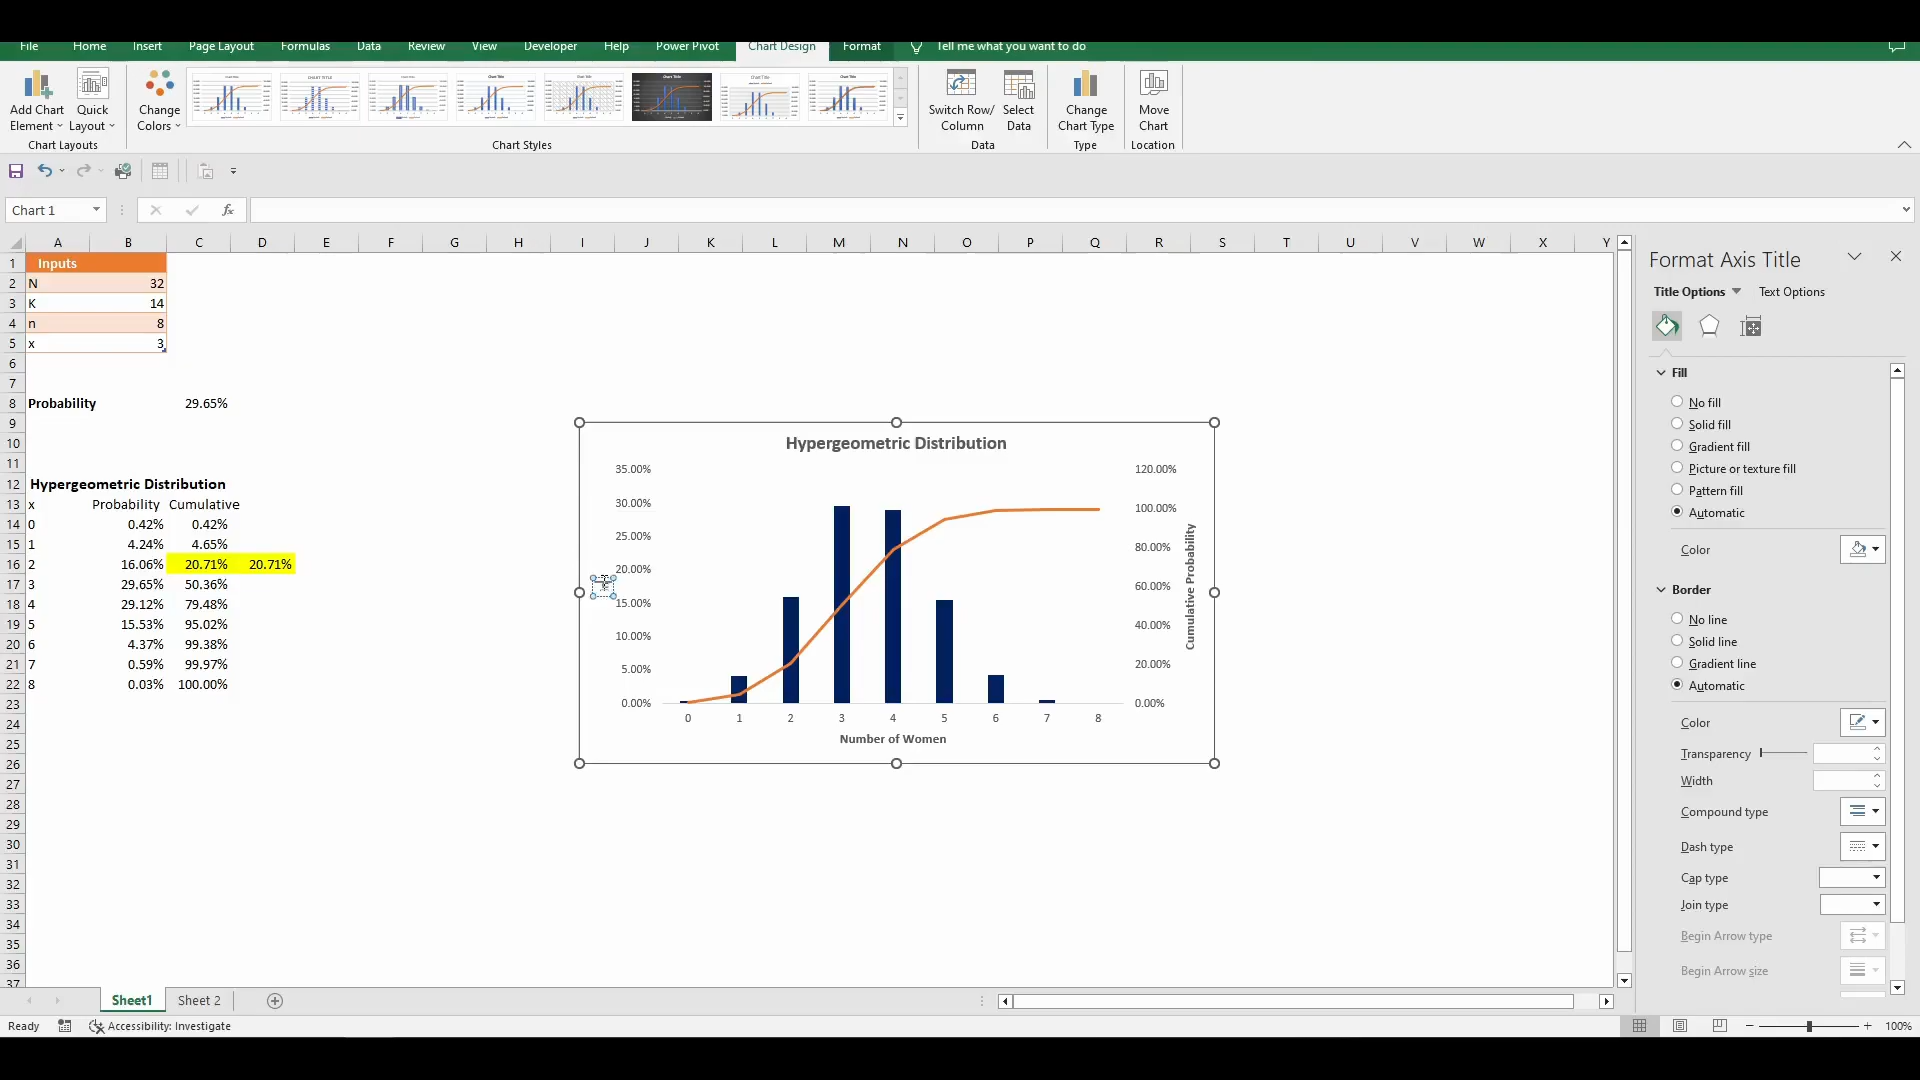 File Home Insert Page Layout Formulas Data Review View Developer Help Power Pivot Chart Design Format Tell me what you want to do
Add Chart Element
Quick Layout
Change Colors
Switch Row/ Column
Select Data
Change Chart Type
Move Chart
Chart Layouts Chart Styles Data Type Location
Chart 1
fx
A B C D E F G H I J K L M N O P Q R S T U V W X Y
1 Inputs
2 N 32
3 K 14
4 n 8
5 x 3
6
7
8 Probability 29.65%
9
10
11
12 Hypergeometric Distribution
13 x Probability Cumulative
14 0 0.42% 0.42%
15 1 4.24% 4.65%
16 2 16.06% 20.71% 20.71%
17 3 29.65% 50.36%
18 4 29.12% 79.48%
19 5 15.53% 95.02%
20 6 4.37% 99.38%
21 7 0.59% 99.97%
22 8 0.03% 100.00%
23
24
25
26
27
28
29
30
31
32
33
34
35
36
37
Hypergeometric Distribution
35.00%
30.00%
25.00%
20.00%
15.00%
10.00%
5.00%
0.00%
120.00%
100.00%
80.00%
60.00%
40.00%
20.00%
0.00%
Cumulative Probability
0 1 2 3 4 5 6 7 8
Number of Women
Format Axis Title
Title Options Text Options
Fill
No fill
Solid fill
Gradient fill
Picture or texture fill
Pattern fill
Automatic
Color
Border
No line
Solid line
Gradient line
Automatic
Color
Transparency
Width
Compound type
Dash type
Cap type
Join type
Begin Arrow type
Begin Arrow size
Sheet1 Sheet 2
Ready Accessibility: Investigate 100%